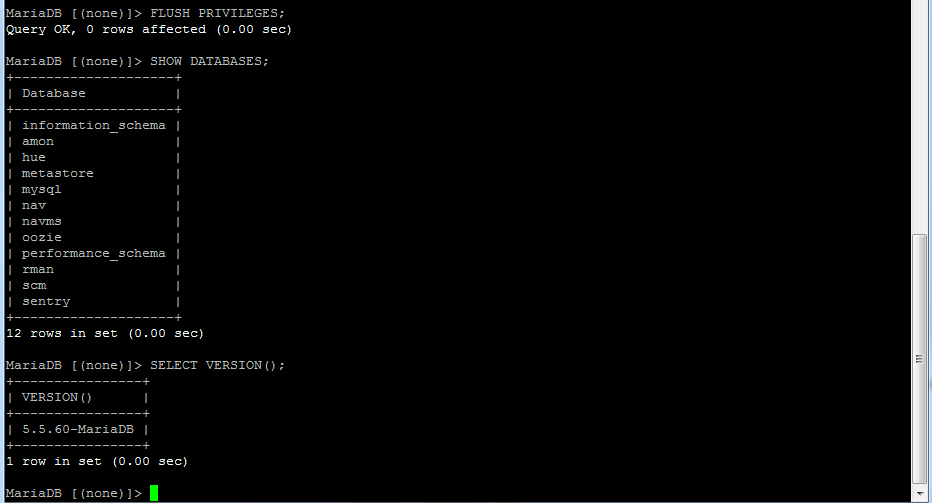 MariaDB [(none)]> FLUSH PRIVILEGES;
Query OK, 0 rows affected (0.00 sec)

MariaDB [(none)]> SHOW DATABASES;
+--------------------+
| Database           |
+--------------------+
| information_schema |
| amon               |
| hue                |
| metastore          |
| mysql              |
| nav                |
| navms              |
| oozie              |
| performance_schema |
| rman               |
| scm                |
| sentry             |
+--------------------+
12 rows in set (0.00 sec)

MariaDB [(none)]> SELECT VERSION();
+----------------+
| VERSION()      |
+----------------+
| 5.5.60-MariaDB |
+----------------+
1 row in set (0.00 sec)

MariaDB [(none)]>